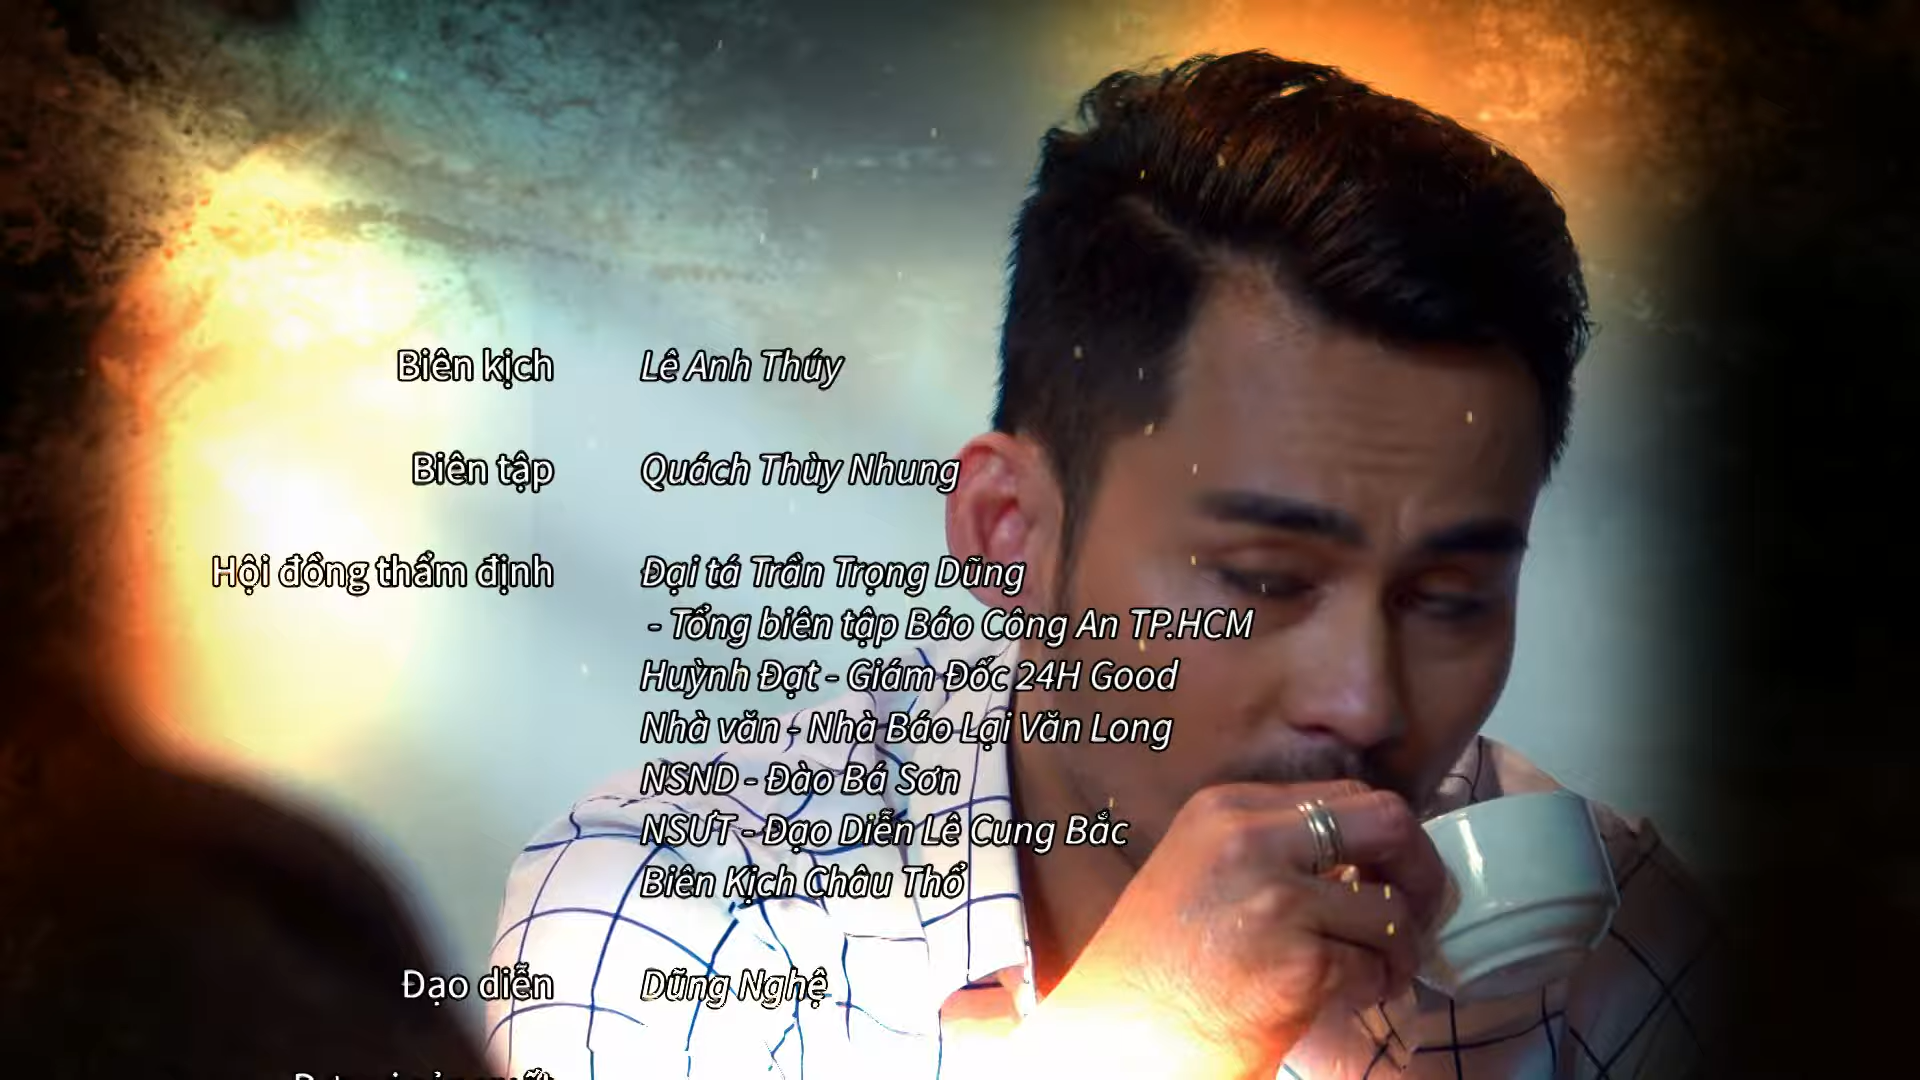 Biên kịch Lê Anh Thúy
Biên tập Quách Thùy Nhung
Hội đồng thẩm định Đại tá Trần Trọng Dũng
- Tổng biên tập Báo Công An TP.HCM
Huỳnh Đạt - Giám Đốc 24H Good
Nhà văn - Nhà Báo Lại Văn Long
NSND - Đào Bá Sơn
NSƯT - Đạo Diễn Lê Cung Bắc
Biên Kịch Châu Thổ
Đạo diễn Dũng Nghệ